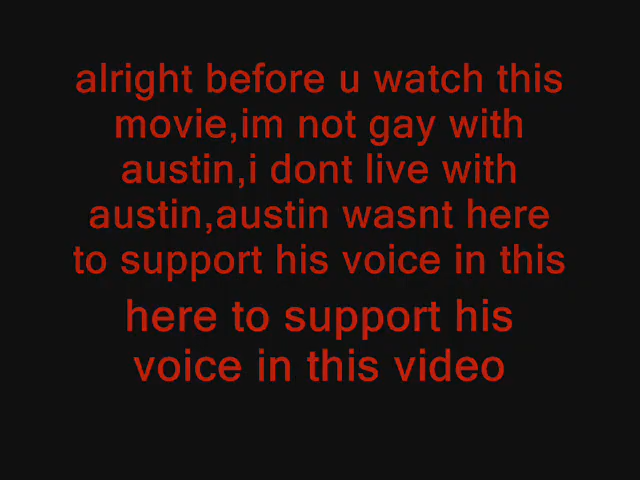 alright before u watch this
movie,im not gay with
austin,i dont live with
austin,austin wasnt here
to support his voice in this
here to support his
voice in this video